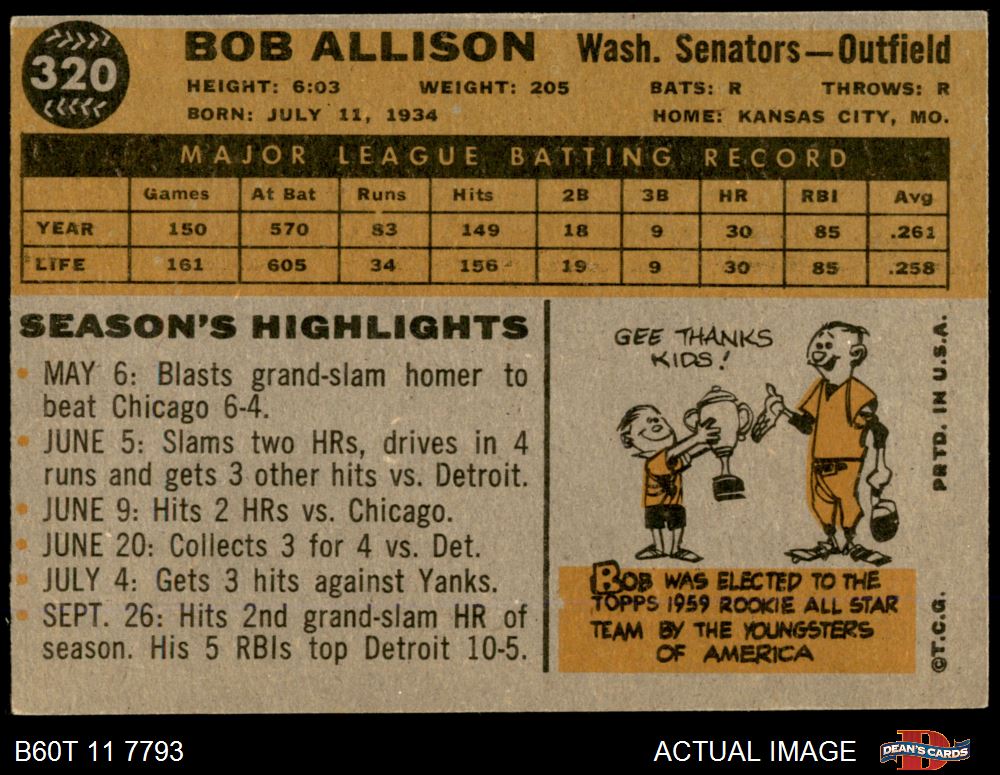 320
BOB ALLISON Wash. Senators—Outfield
HEIGHT: 6:03 WEIGHT: 205 BATS: R THROWS: R
BORN: JULY 11, 1934 HOME: KANSAS CITY, MO.
MAJOR LEAGUE BATTING RECORD
Games At Bat Runs Hits 2B 3B HR RBI Avg
YEAR 150 570 83 149 18 9 30 85 .261
LIFE 161 605 34 156 19 9 30 85 .258
SEASON'S HIGHLIGHTS
• MAY 6: Blasts grand-slam homer to
beat Chicago 6-4.
• JUNE 5: Slams two HRs, drives in 4
runs and gets 3 other hits vs. Detroit.
• JUNE 9: Hits 2 HRs vs. Chicago.
• JUNE 20: Collects 3 for 4 vs. Det.
• JULY 4: Gets 3 hits against Yanks.
• SEPT. 26: Hits 2nd grand-slam HR of
season. His 5 RBIs top Detroit 10-5.
GEE THANKS
KIDS!
BOB WAS ELECTED TO THE
TOPPS 1959 ROOKIE ALL STAR
TEAM BY THE YOUNGSTERS
OF AMERICA
©T.C.G. PRTD. IN U.S.A.
B60T 11 7793 ACTUAL IMAGE DEAN'S CARDS